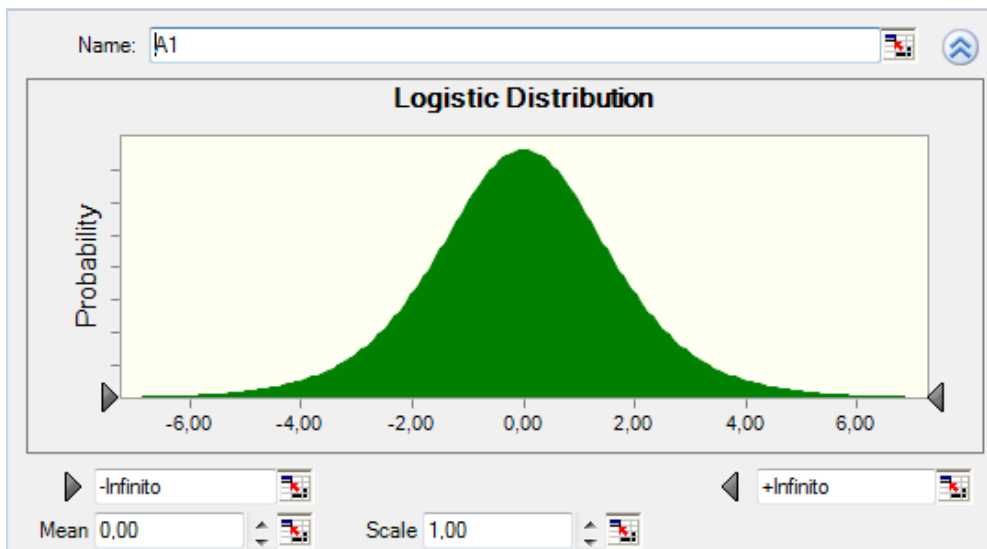 Name: A1
Logistic Distribution
Probability
-6,00 -4,00 -2,00 0,00 2,00 4,00 6,00
-Infinito +Infinito
Mean 0,00 Scale 1,00